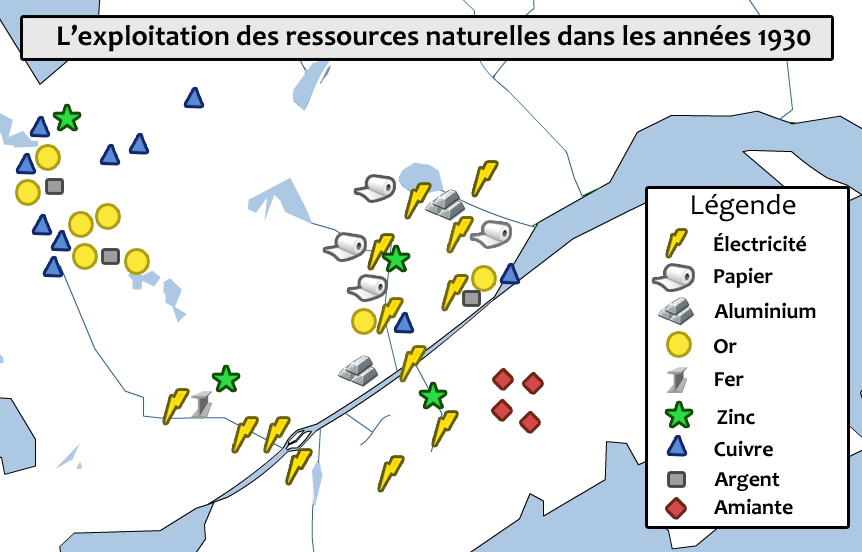 L'exploitation des ressources naturelles dans les années 1930
Légende
Électricité
Papier
Aluminium
Or
Fer
Zinc
Cuivre
Argent
Amiante